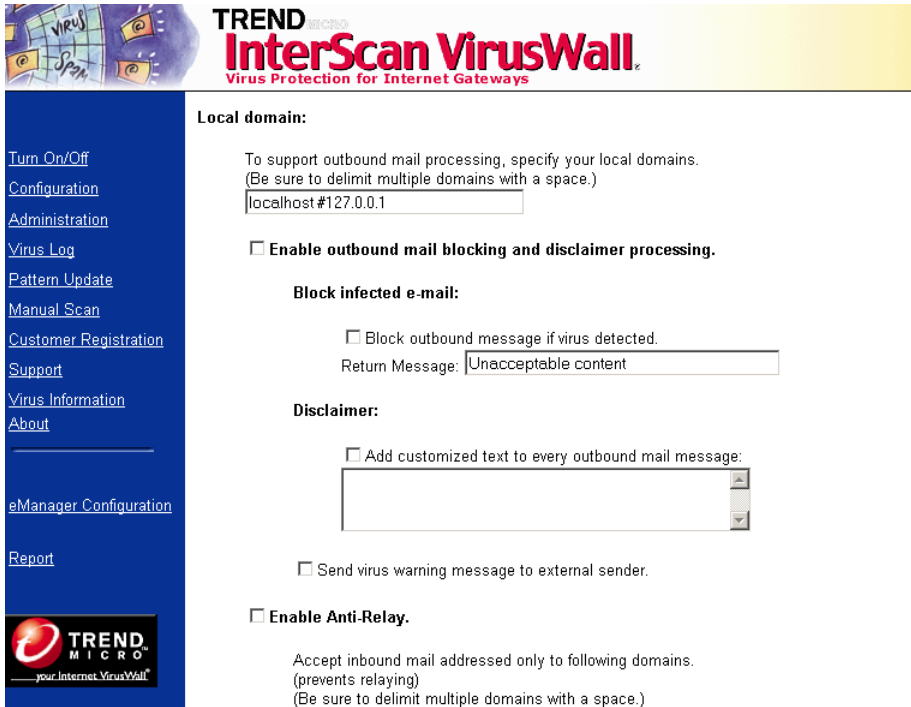 VIRUS
Spam
TREND MICRO
InterScan VirusWall®
Virus Protection for Internet Gateways
Turn On/Off
Configuration
Administration
Virus Log
Pattern Update
Manual Scan
Customer Registration
Support
Virus Information
About
eManager Configuration
Report
TREND
MICRO™
your Internet VirusWall®
Local domain:
To support outbound mail processing, specify your local domains.
(Be sure to delimit multiple domains with a space.)
localhost #127.0.0.1
Enable outbound mail blocking and disclaimer processing.
Block infected e-mail:
Block outbound message if virus detected.
Return Message: Unacceptable content
Disclaimer:
Add customized text to every outbound mail message:
Send virus warning message to external sender.
Enable Anti-Relay.
Accept inbound mail addressed only to following domains.
(prevents relaying)
(Be sure to delimit multiple domains with a space.)